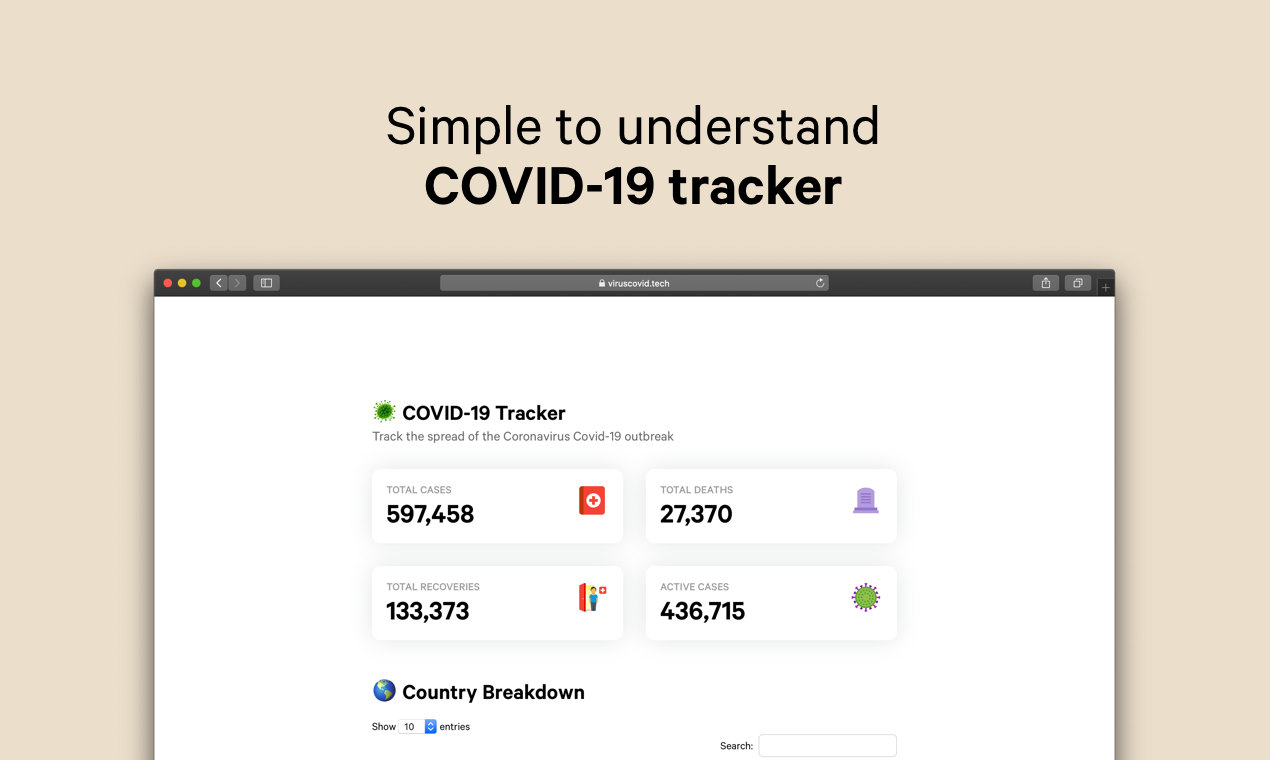 Simple to understand
COVID-19 tracker
viruscovid.tech
COVID-19 Tracker
Track the spread of the Coronavirus Covid-19 outbreak
TOTAL CASES
597,458
TOTAL DEATHS
27,370
TOTAL RECOVERIES
133,373
ACTIVE CASES
436,715
Country Breakdown
Show 10 entries
Search: